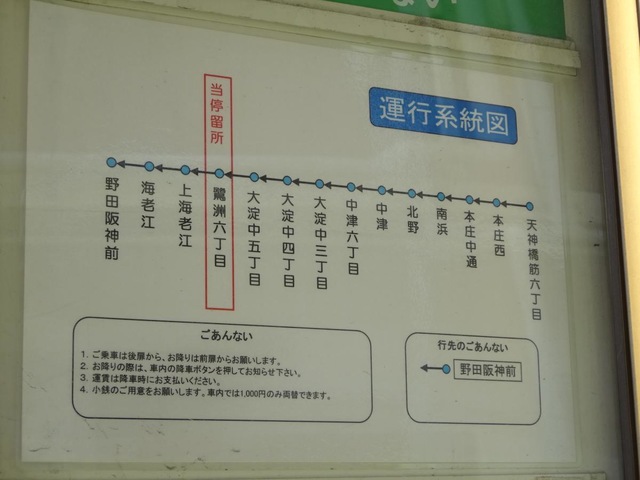 運行系統図
当停留所
野田阪神前
海老江
上海老江
鷺洲六丁目
大淀中五丁目
大淀中四丁目
大淀中三丁目
中津六丁目
中津
北野
南浜
本庄中通
本庄西
天神橋筋六丁目
ごあんない
1. ご乗車は後扉から、お降りは前扉からお願いします。
2. お降りの際は、車内の降車ボタンを押してお知らせ下さい。
3. 運賃は降車時にお支払いください。
4. 小銭のご用意をお願いします。車内では1,000円のみ両替できます。
行先のごあんない
野田阪神前